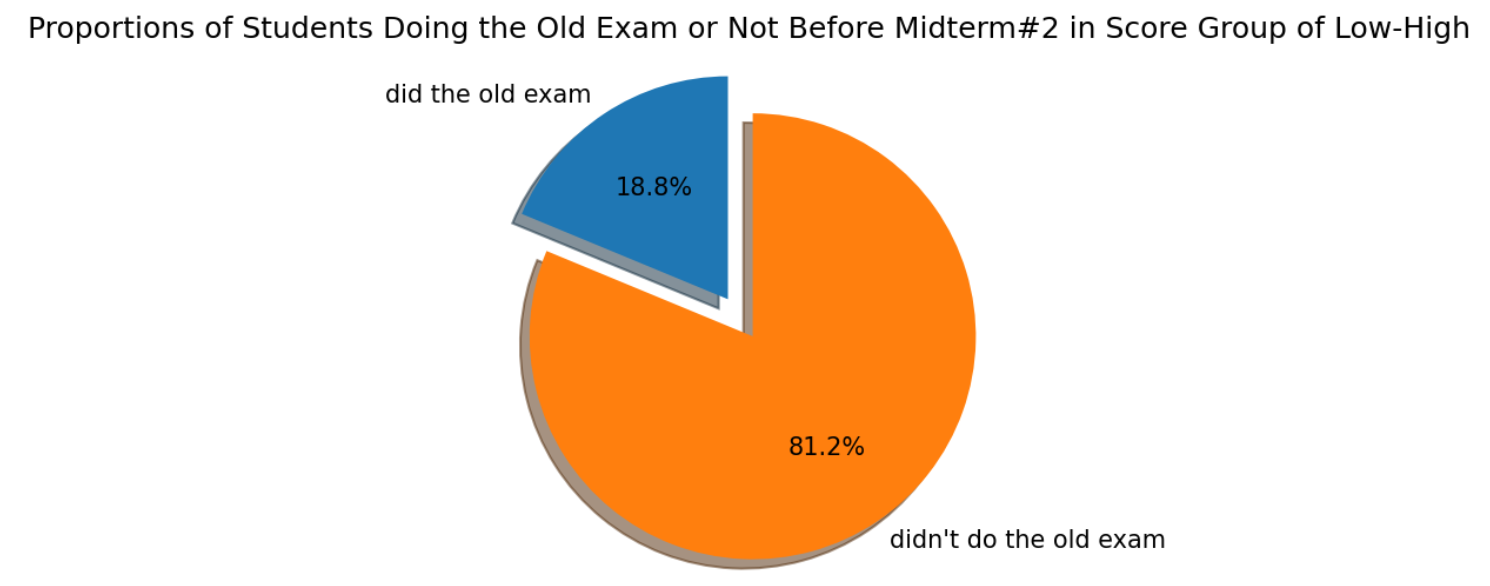 Proportions of Students Doing the Old Exam or Not Before Midterm#2 in Score Group of Low-High
did the old exam
18.8%
81.2%
didn't do the old exam